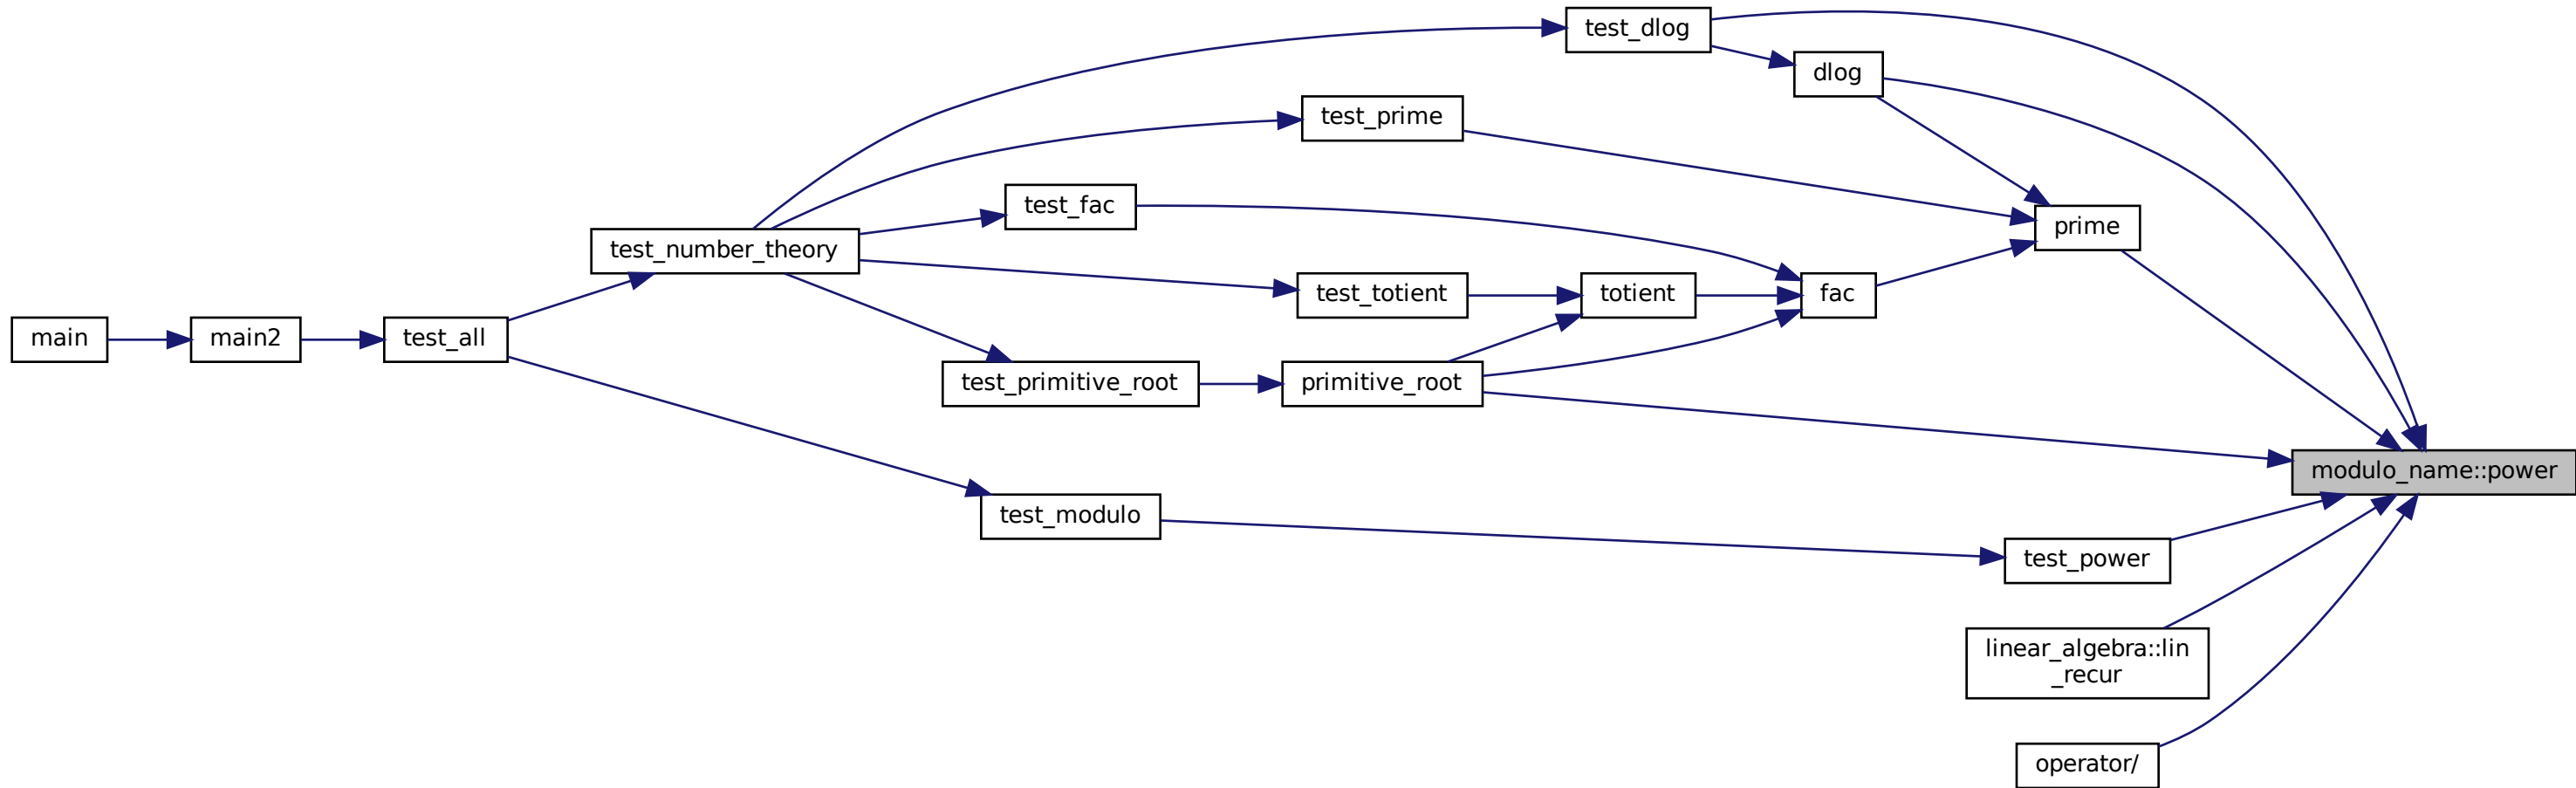 test_dlog
dlog
test_prime
test_fac
prime
test_number_theory
test_totient
totient
fac
main
main2
test_all
test_primitive_root
primitive_root
modulo_name::power
test_modulo
test_power
linear_algebra::lin
_recur
operator/